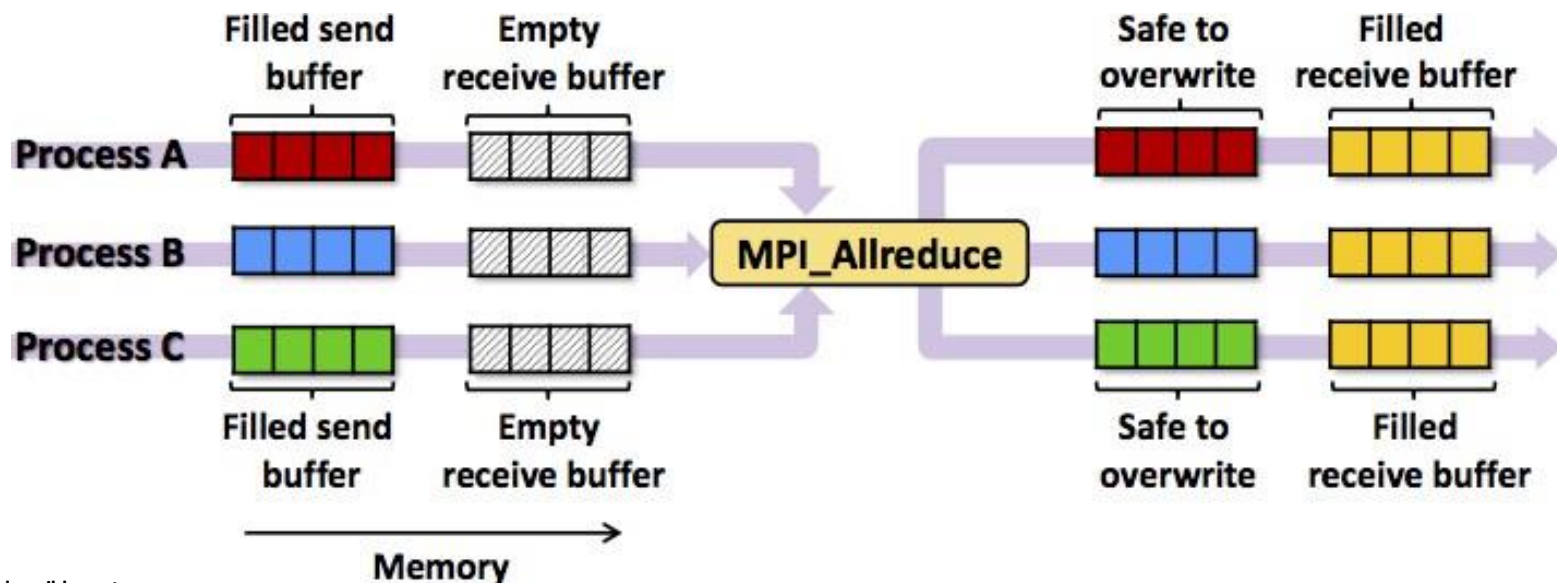 Filled send
buffer
Empty
receive buffer
Safe to
overwrite
Filled
receive buffer
Process A
Process B
MPI_Allreduce
Process C
Filled send
buffer
Empty
receive buffer
Safe to
overwrite
Filled
receive buffer
Memory